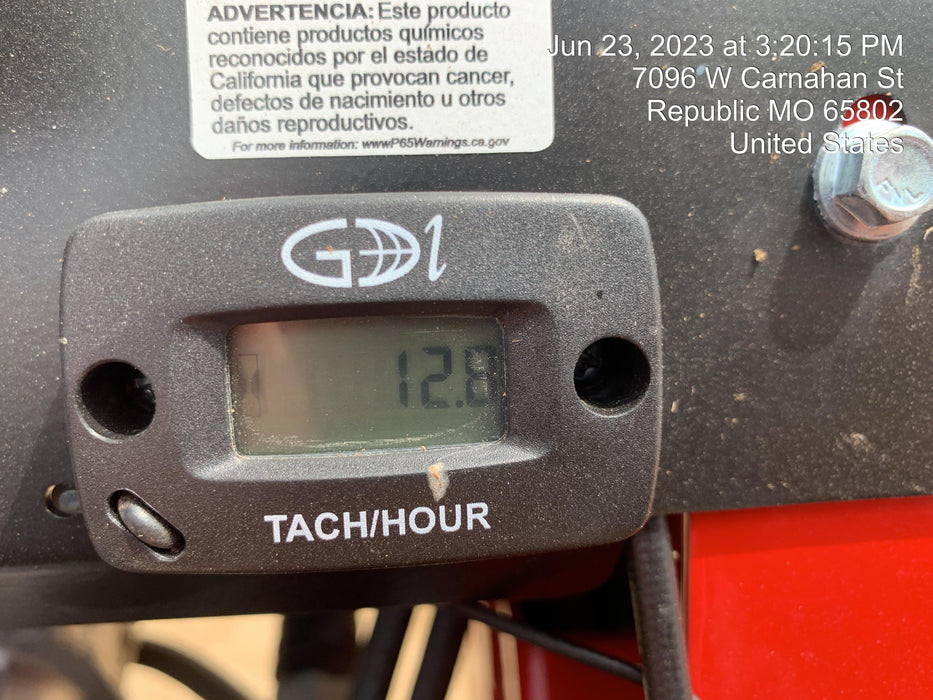 ADVERTENCIA: Este producto
contiene productos químicos
reconocidos por el estado de
California que provocan cancer,
defectos de nacimiento u otros
daños reproductivos.
For more information: www.P65Warnings.ca.gov
Jun 23, 2023 at 3:20:15 PM
7096 W Carnahan St
Republic MO 65802
United States
GDI
12.8
TACH/HOUR